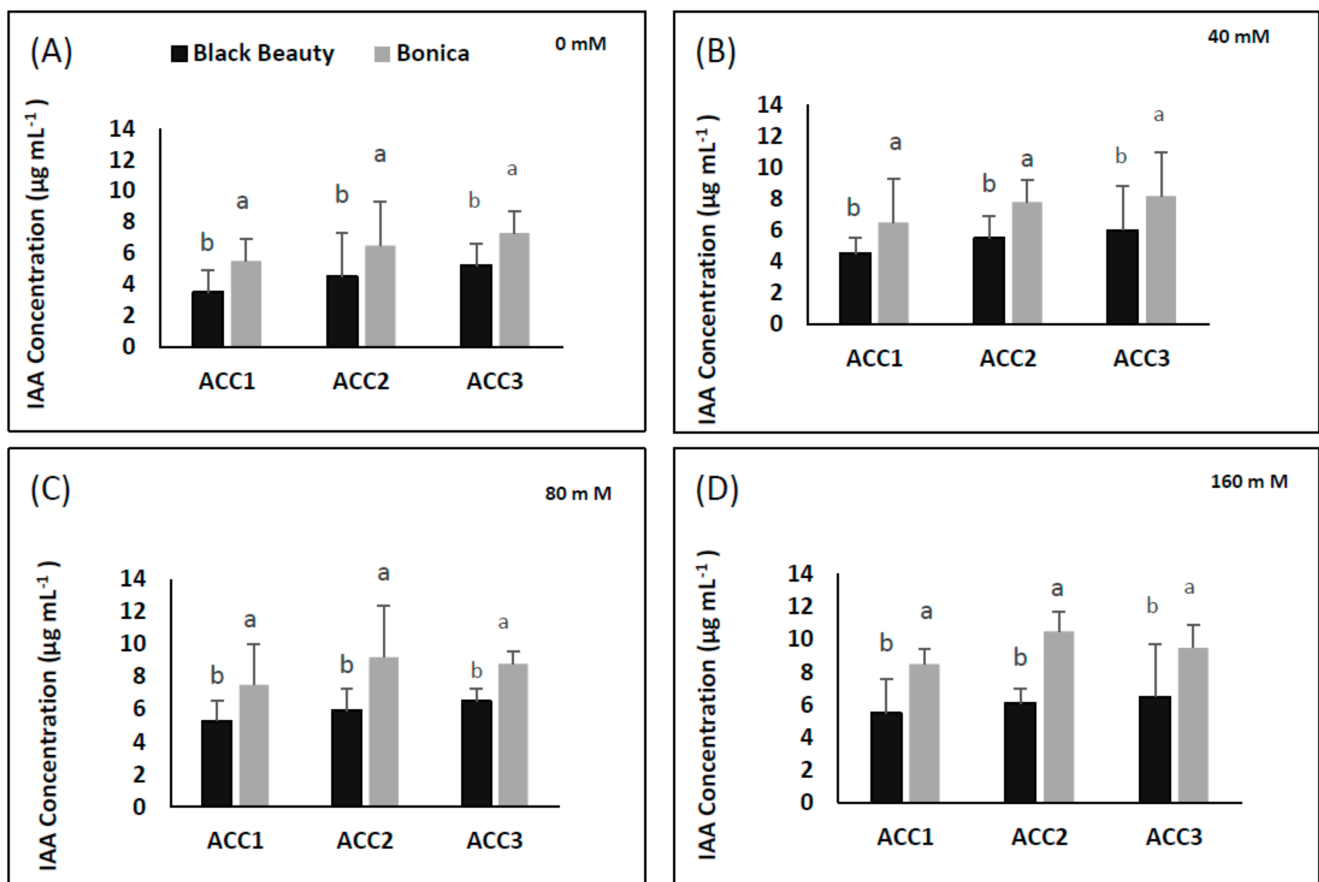 (A)
Black Beauty Bonica
0 mM
IAA Concentration (µg mL-1 )
14
12
10
8
6
4
2
0
b a b a b a
ACC1 ACC2 ACC3
(B)
40 mM
IAA Concentration (µg mL-1 )
14
12
10
8
6
4
2
0
b a b a b a
ACC1 ACC2 ACC3
(C)
80 m M
IAA Concentration (µg mL-1 )
14
12
10
8
6
4
2
0
b a b a b a
ACC1 ACC2 ACC3
(D)
160 m M
IAA Concentration (µg mL-1 )
14
12
10
8
6
4
2
0
b a b a b a
ACC1 ACC2 ACC3